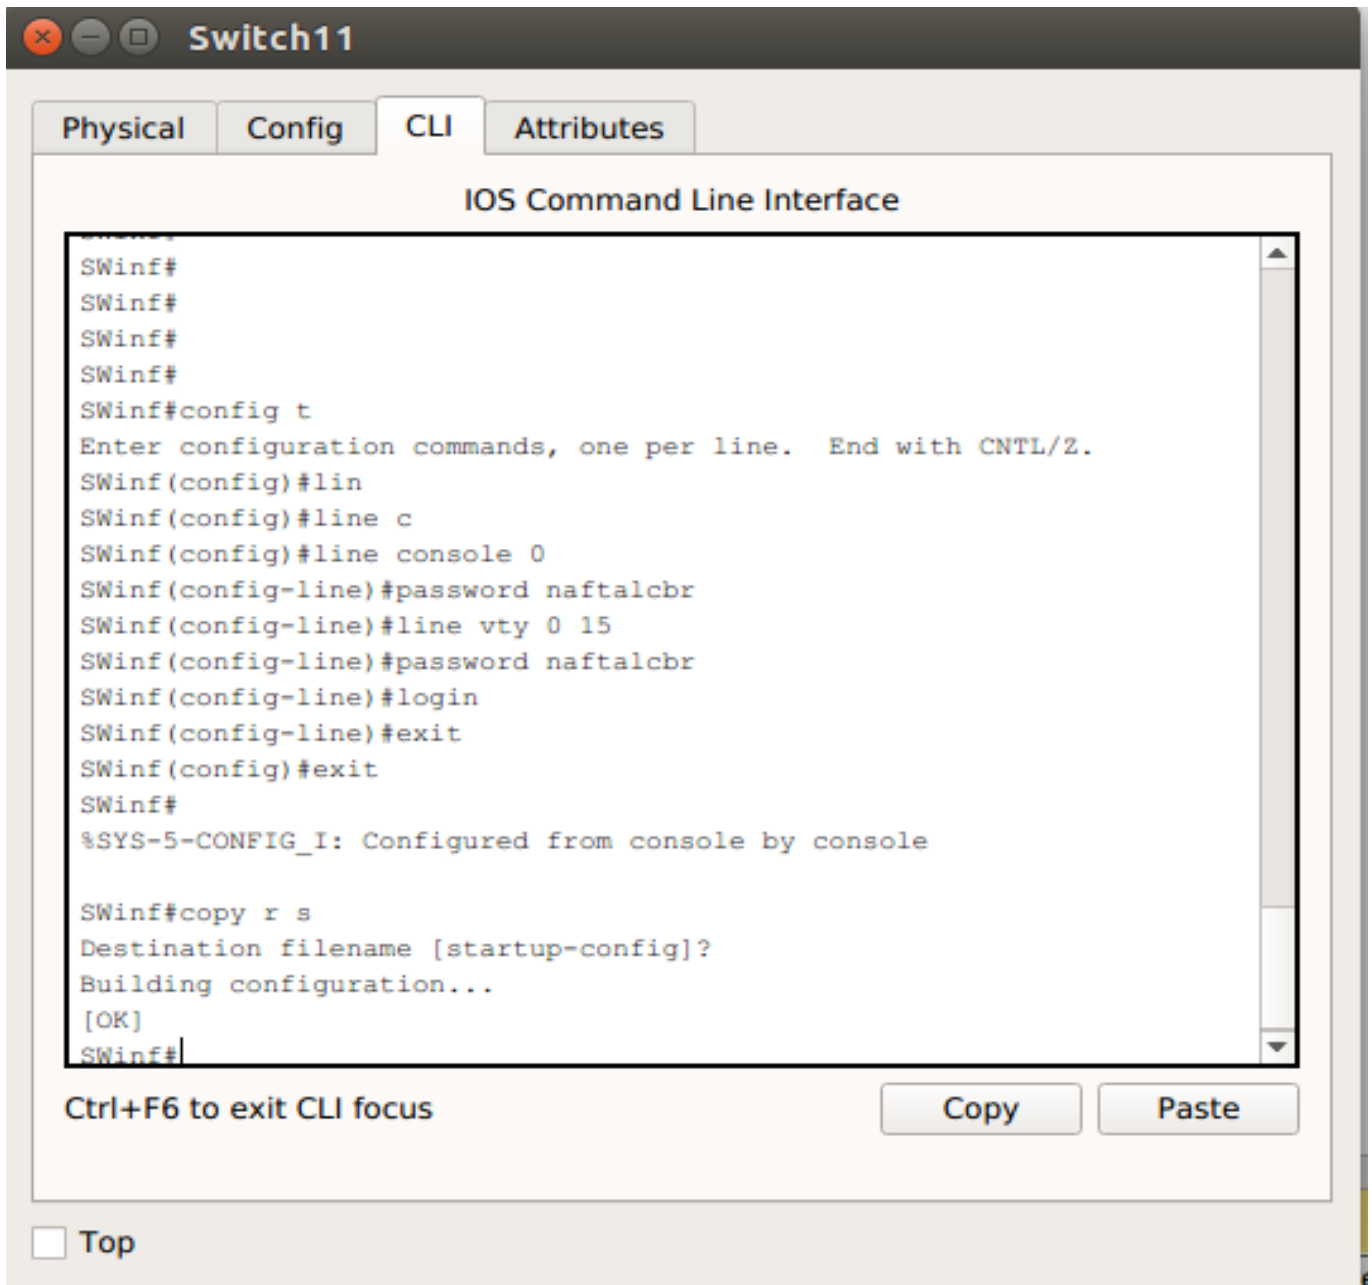 Switch11
Physical Config CLI Attributes
IOS Command Line Interface
SWinf#
SWinf#
SWinf#
SWinf#
SWinf#config t
Enter configuration commands, one per line.  End with CNTL/Z.
SWinf(config)#lin
SWinf(config)#line c
SWinf(config)#line console 0
SWinf(config-line)#password naftalcbr
SWinf(config-line)#line vty 0 15
SWinf(config-line)#password naftalcbr
SWinf(config-line)#login
SWinf(config-line)#exit
SWinf(config)#exit
SWinf#
%SYS-5-CONFIG_I: Configured from console by console
SWinf#copy r s
Destination filename [startup-config]?
Building configuration...
[OK]
SWinf#
Ctrl+F6 to exit CLI focus Copy Paste
Top